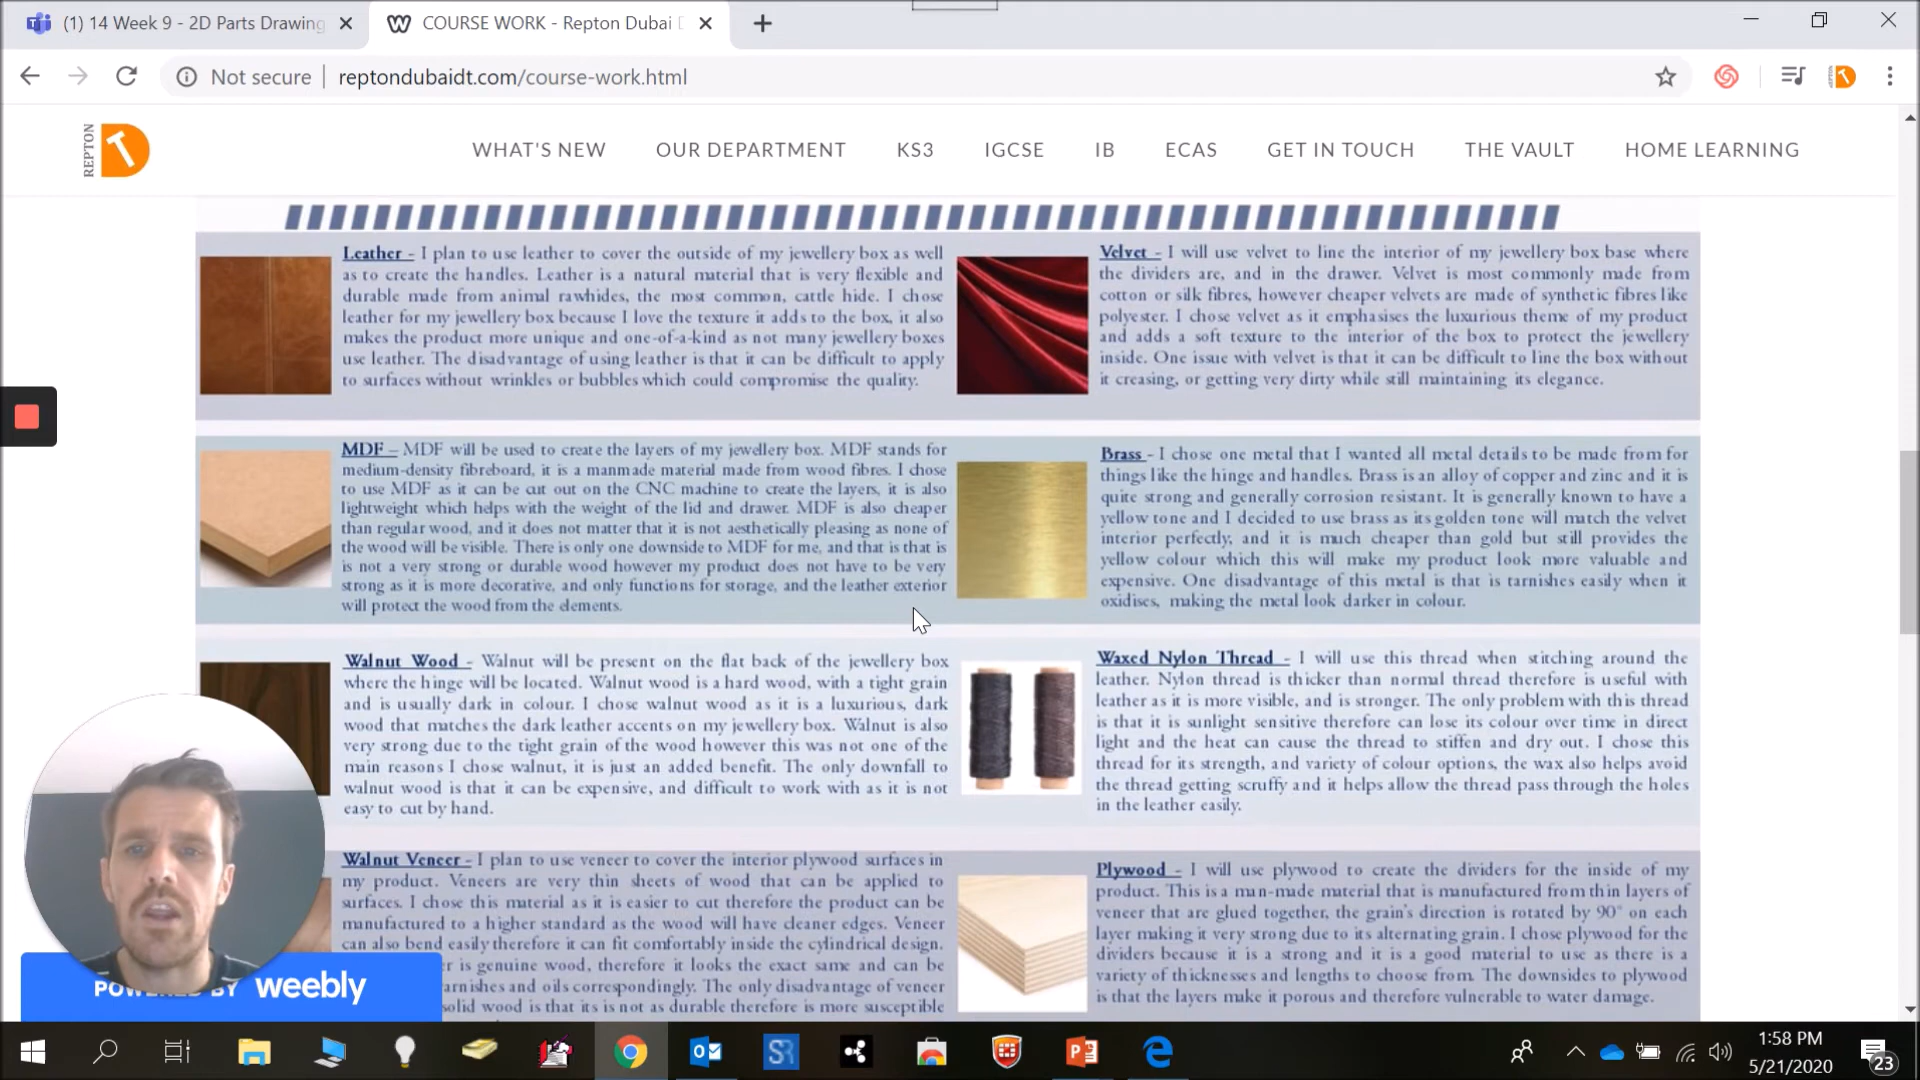 (1) 14 Week 9 - 2D Parts Drawing
COURSE WORK - Repton Dubai D
Not secure
reptondubaidt.com/course-work.html
REPTON
DT
WHAT'S NEW
OUR DEPARTMENT
KS3
IGCSE
IB
ECAS
GET IN TOUCH
THE VAULT
HOME LEARNING
Leather - I plan to use leather to cover the outside of my jewellery box as well
as to create the handles. Leather is a natural material that is very flexible and
durable made from animal rawhides, the most common, cattle hide. I chose
leather for my jewellery box because I love the texture it adds to the box, it also
makes the product more unique and one-of-a-kind as not many jewellery boxes
use leather. The disadvantage of using leather is that it can be difficult to apply
to surfaces without wrinkles or bubbles which could compromise the quality.
Velvet - I will use velvet to line the interior of my jewellery box base where
the dividers are, and in the drawer. Velvet is most commonly made from
cotton or silk fibres, however cheaper velvets are made of synthetic fibres like
polyester. I chose velvet as it emphasises the luxurious theme of my product
and adds a soft texture to the interior of the box to protect the jewellery
inside. One issue with velvet is that it can be difficult to line the box without
it creasing, or getting very dirty while still maintaining its elegance.
MDF – MDF will be used to create the layers of my jewellery box. MDF stands for
medium-density fibreboard, it is a manmade material made from wood fibres. I chose
to use MDF as it can be cut out on the CNC machine to create the layers, it is also
lightweight which helps with the weight of the lid and drawer. MDF is also cheaper
than regular wood, and it does not matter that it is not aesthetically pleasing as none of
the wood will be visible. There is only one downside to MDF for me, and that is that is
is not a very strong or durable wood however my product does not have to be very
strong as it is more decorative, and only functions for storage, and the leather exterior
will protect the wood from the elements.
Brass - I chose one metal that I wanted all metal details to be made from for
things like the hinge and handles. Brass is an alloy of copper and zinc and it is
quite strong and generally corrosion resistant. It is generally known to have a
yellow tone and I decided to use brass as its golden tone will match the velvet
interior perfectly, and it is much cheaper than gold but still provides the
yellow colour which this will make my product look more valuable and
expensive. One disadvantage of this metal is that is tarnishes easily when it
oxidises, making the metal look darker in colour.
Walnut Wood - Walnut will be present on the flat back of the jewellery box
where the hinge will be located. Walnut wood is a hard wood, with a tight grain
and is usually dark in colour. I chose walnut wood as it is a luxurious, dark
wood that matches the dark leather accents on my jewellery box. Walnut is also
very strong due to the tight grain of the wood however this was not one of the
main reasons I chose walnut, it is just an added benefit. The only downfall to
walnut wood is that it can be expensive, and difficult to work with as it is not
easy to cut by hand.
Waxed Nylon Thread - I will use this thread when stitching around the
leather. Nylon thread is thicker than normal thread therefore is useful with
leather as it is more visible, and is stronger. The only problem with this thread
is that it is sunlight sensitive therefore can lose its colour over time in direct
light and the heat can cause the thread to stiffen and dry out. I chose this
thread for its strength, and variety of colour options, the wax also helps avoid
the thread getting scruffy and it helps allow the thread pass through the holes
in the leather easily.
Walnut Veneer - I plan to use veneer to cover the interior plywood surfaces in
my product. Veneers are very thin sheets of wood that can be applied to
surfaces. I chose this material as it is easier to cut therefore the product can be
manufactured to a higher standard as the wood will have cleaner edges. Veneer
can also bend easily therefore it can fit comfortably inside the cylindrical design.
is genuine wood, therefore it looks the exact same and can be
and oils correspondingly. The only disadvantage of veneer
wood is that its is not as durable therefore is more susceptible
Plywood - I will use plywood to create the dividers for the inside of my
product. This is a man-made material that is manufactured from thin layers of
veneer that are glued together, the grain's direction is rotated by 90° on each
layer making it very strong due to its alternating grain. I chose plywood for the
dividers because it is a strong and it is a good material to use as there is a
variety of thicknesses and lengths to choose from. The downsides to plywood
is that the layers make it porous and therefore vulnerable to water damage.
BY weebly
1:58 PM
5/21/2020
23